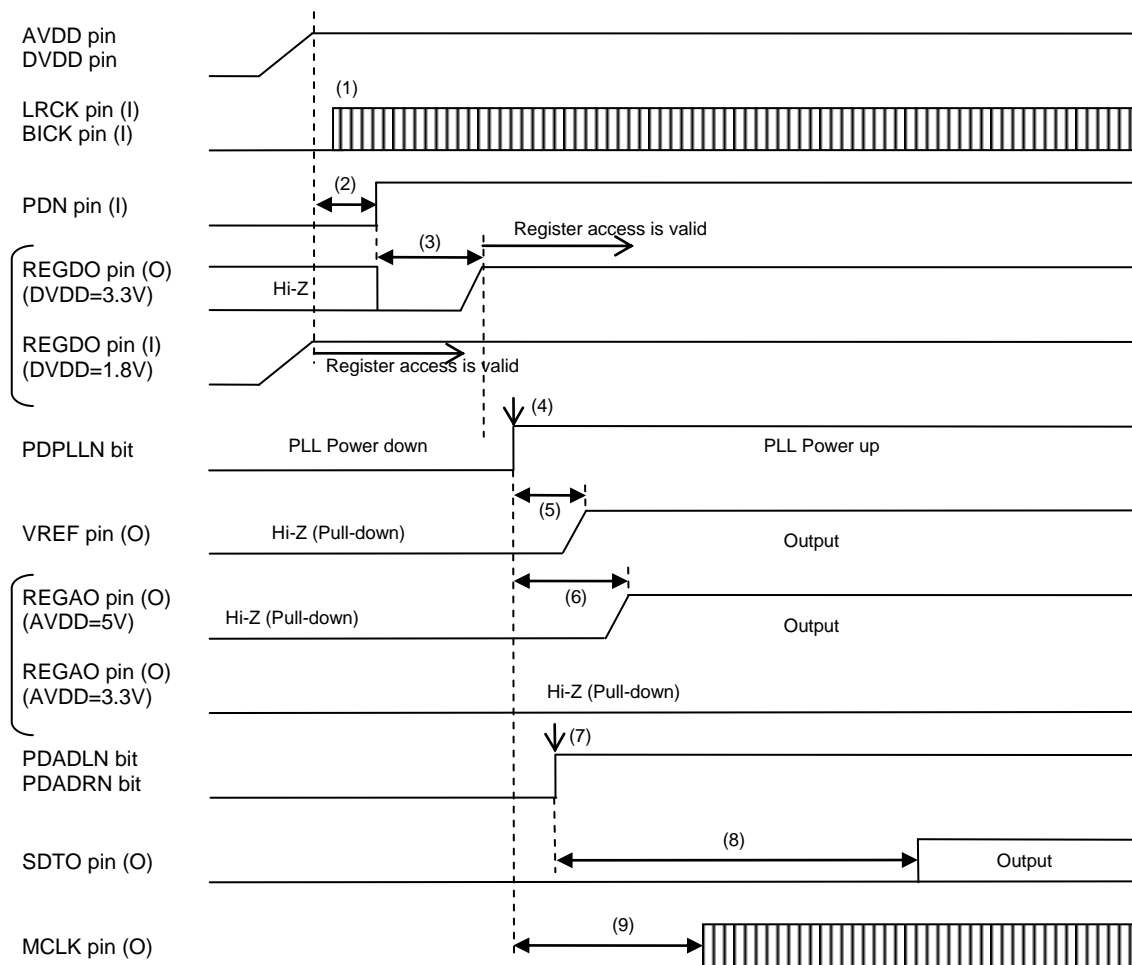 AVDD pin
DVDD pin
(1)
LRCK pin (I)
BICK pin (I)
(2)
PDN pin (I)
(3)
Register access is valid
REGDO pin (O)
(DVDD=3.3V)
Hi-Z
REGDO pin (I)
(DVDD=1.8V)
Register access is valid
(4)
PDPLLN bit
PLL Power down
PLL Power up
(5)
VREF pin (O)
Hi-Z (Pull-down)
Output
(6)
REGAO pin (O)
(AVDD=5V)
Hi-Z (Pull-down)
Output
REGAO pin (O)
(AVDD=3.3V)
Hi-Z (Pull-down)
(7)
PDADLN bit
PDADRN bit
(8)
SDTO pin (O)
Output
(9)
MCLK pin (O)